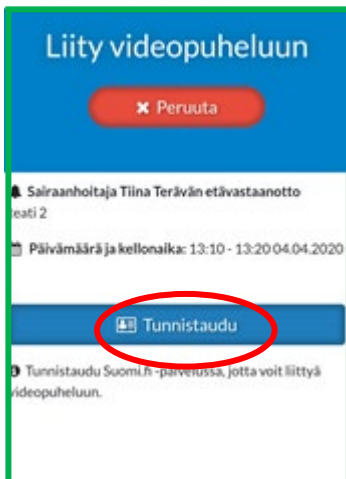 Liity videopuheluun
✖ Peruuta
Sairaanhoitaja Tiina Terävän etävastaanotto
teati 2
Päivämäärä ja kellonaika: 13:10 - 13:20 04.04.2020
Tunnistaudu
Tunnistaudu Suomi.fi -palvelussa, jotta voit liittyä
videopuheluun.